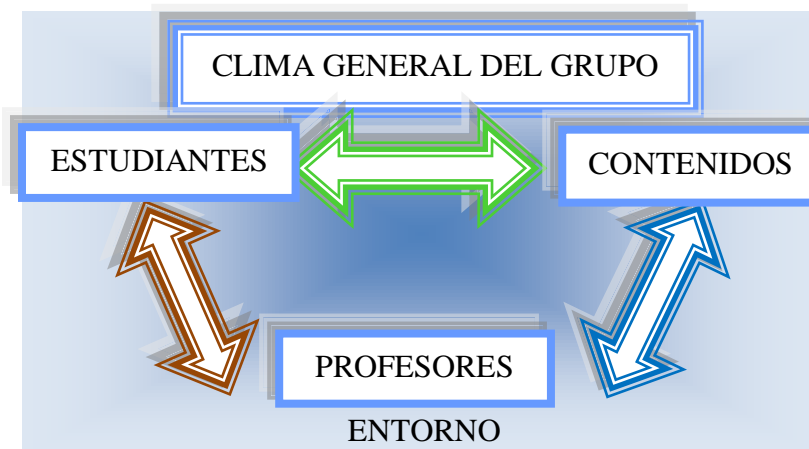 CLIMA GENERAL DEL GRUPO
ESTUDIANTES
CONTENIDOS
PROFESORES
ENTORNO